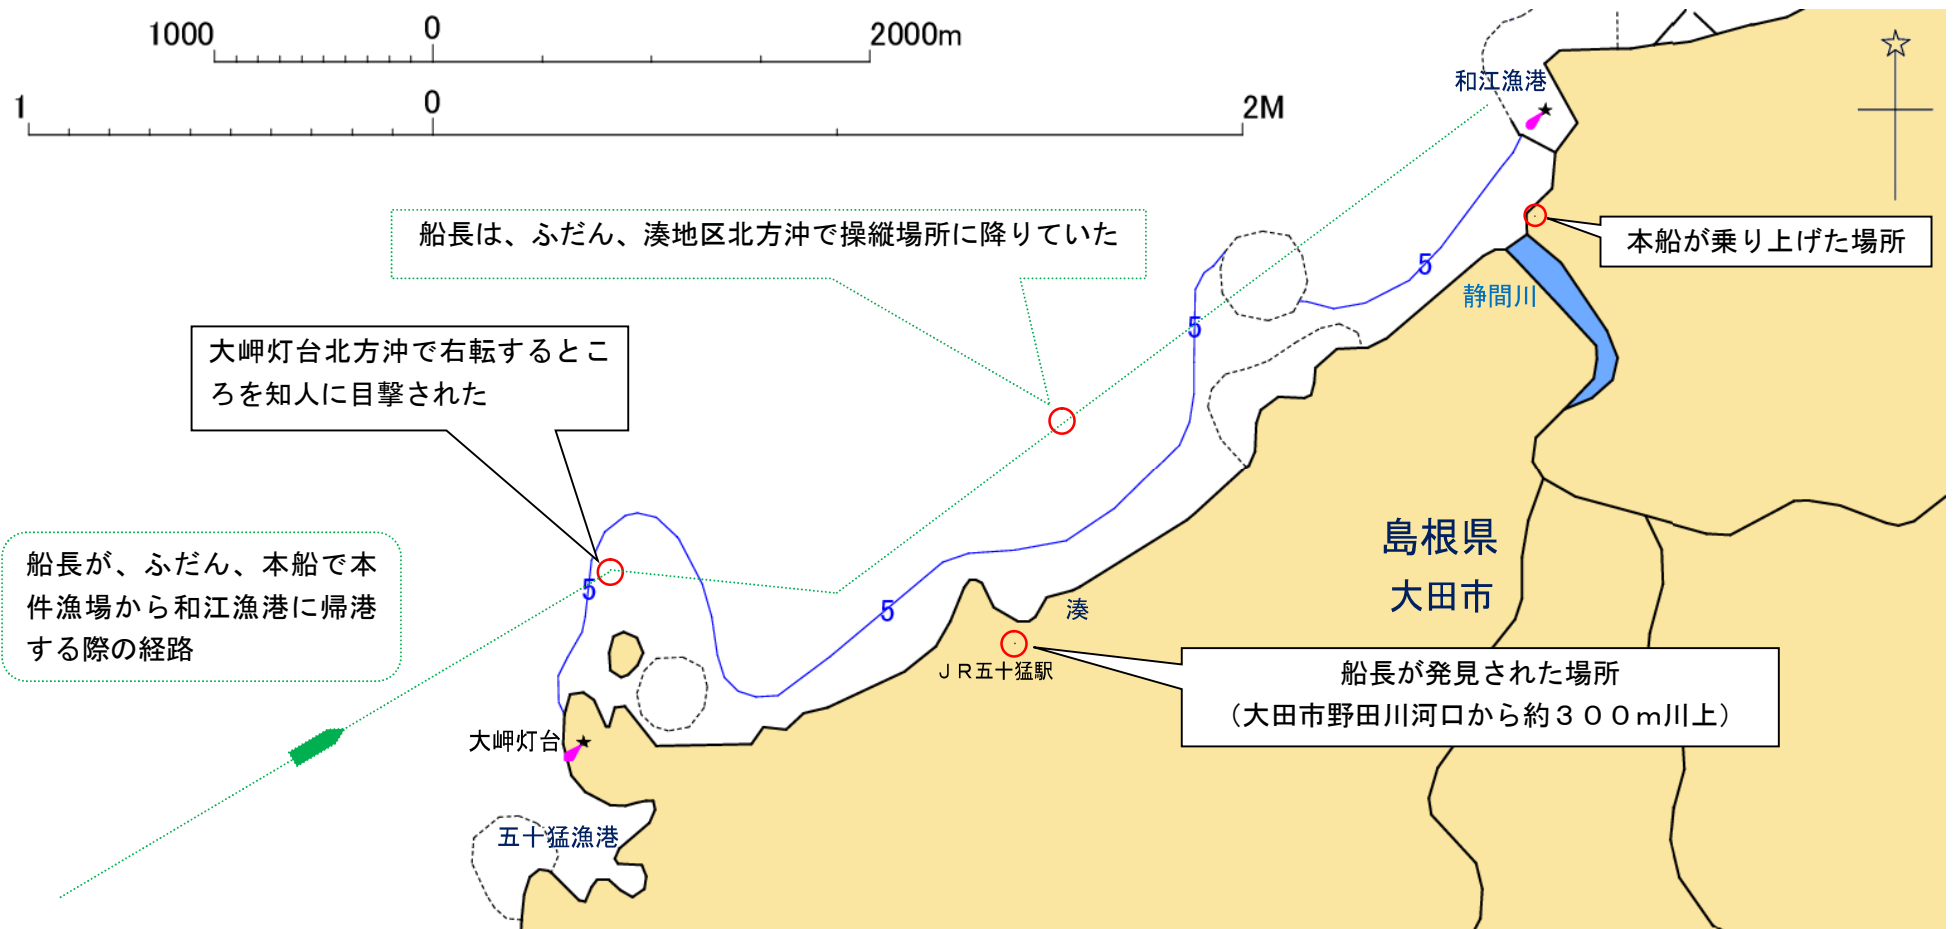 1000
0
2000m
1
0
2M
和江漁港
船長は、ふだん、湊地区北方沖で操縦場所に降りていた
本船が乗り上げた場所
5
静間川
5
大岬灯台北方沖で右転するとこ
ろを知人に目撃された
島根県
大田市
船長が、ふだん、本船で本
件漁場から和江漁港に帰港
する際の経路
5
5
湊
JR五十猛駅
船長が発見された場所
（大田市野田川河口から約３００ｍ川上）
大岬灯台
五十猛漁港